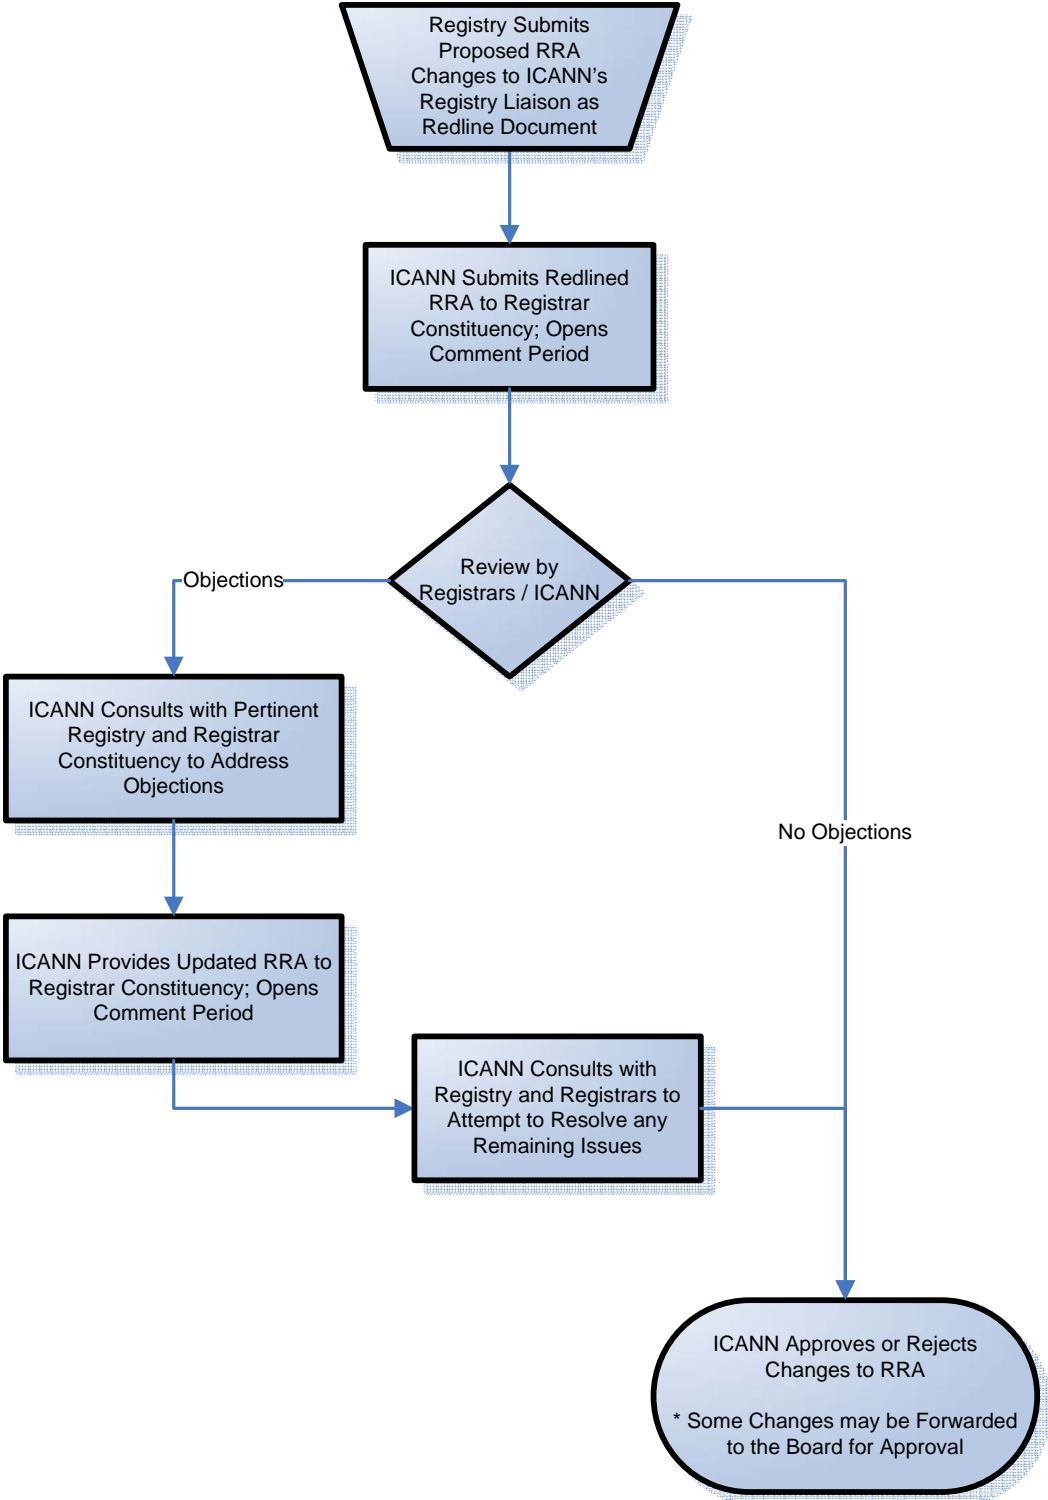 Registry Submits
Proposed RRA
Changes to ICANN’s
Registry Liaison as
Redline Document
ICANN Submits Redlined
RRA to Registrar
Constituency; Opens
Comment Period
Review by
Registrars / ICANN
Objections
ICANN Consults with Pertinent
Registry and Registrar
Constituency to Address
Objections
No Objections
ICANN Provides Updated RRA to
Registrar Constituency; Opens
Comment Period
ICANN Consults with
Registry and Registrars to
Attempt to Resolve any
Remaining Issues
ICANN Approves or Rejects
Changes to RRA
* Some Changes may be Forwarded
to the Board for Approval